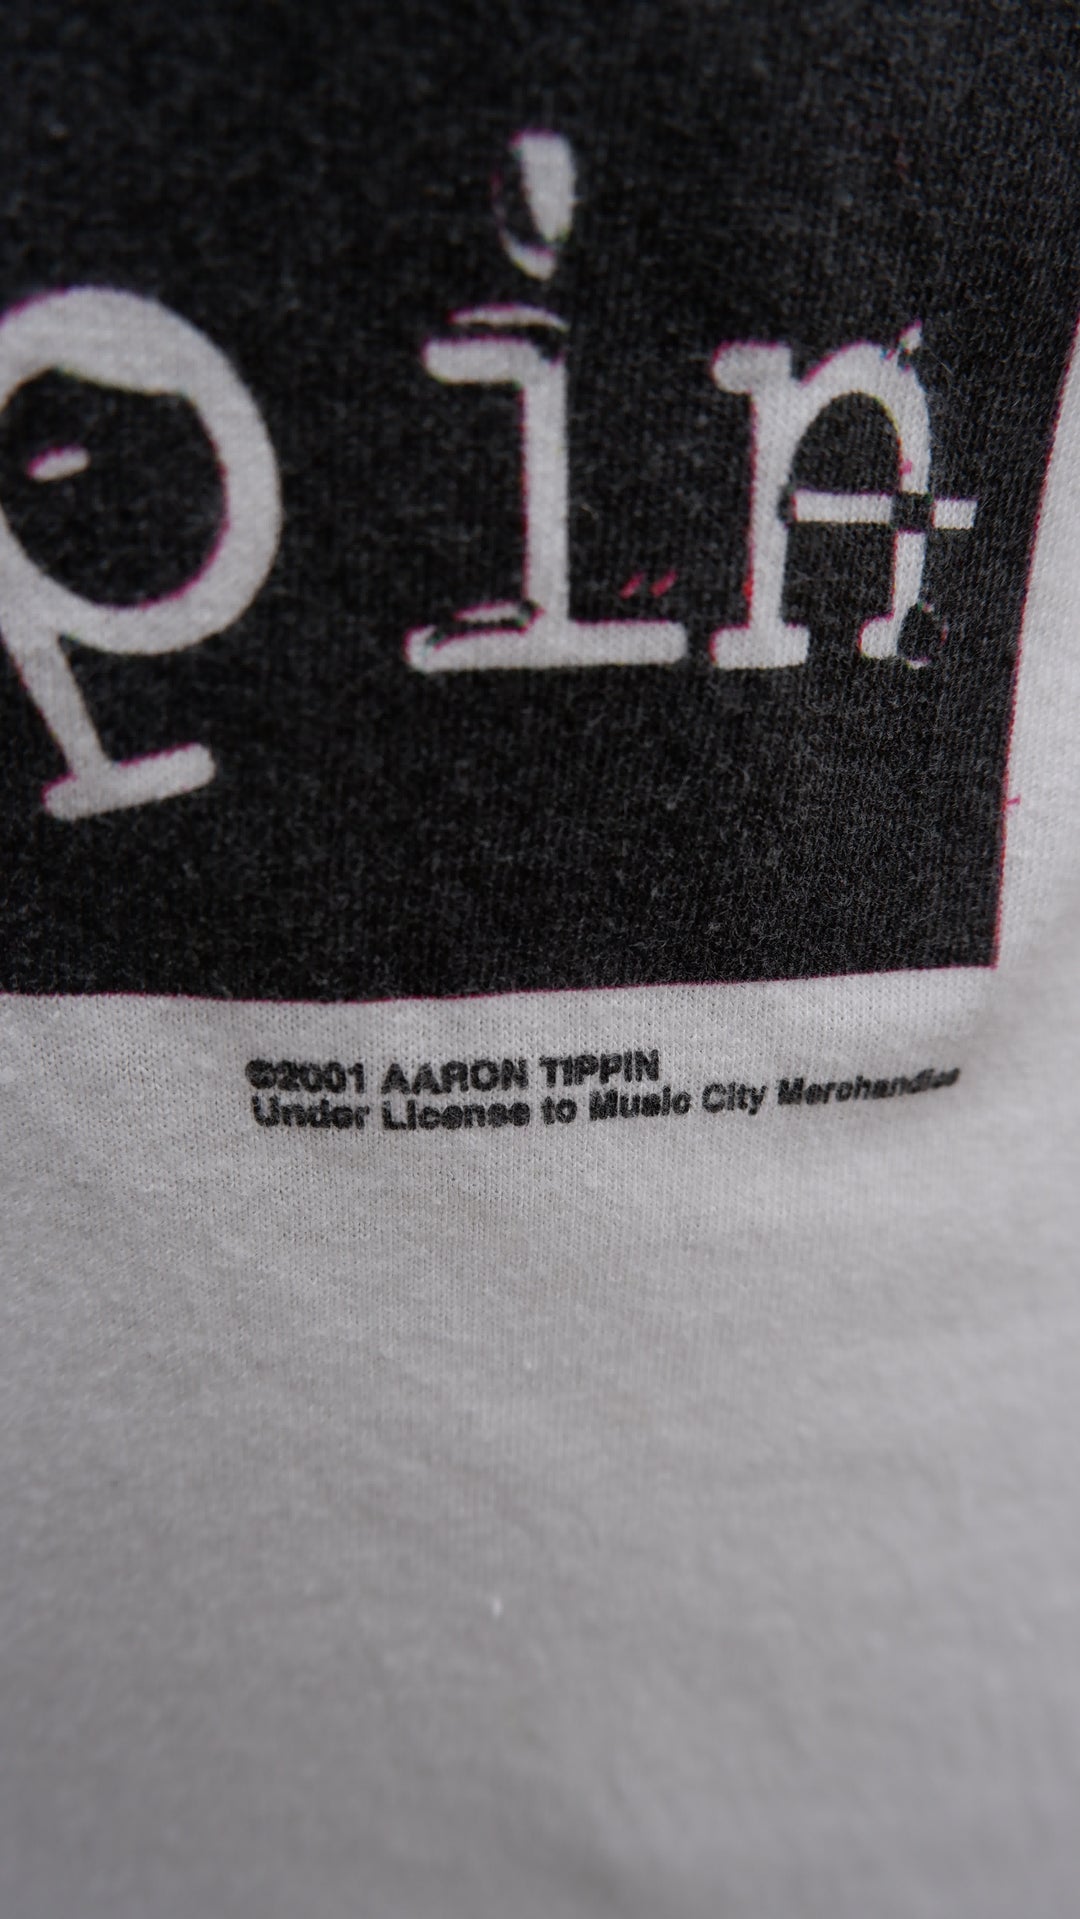 pin
©2001 AARON TIPPIN
Under License to Music City Merchandise